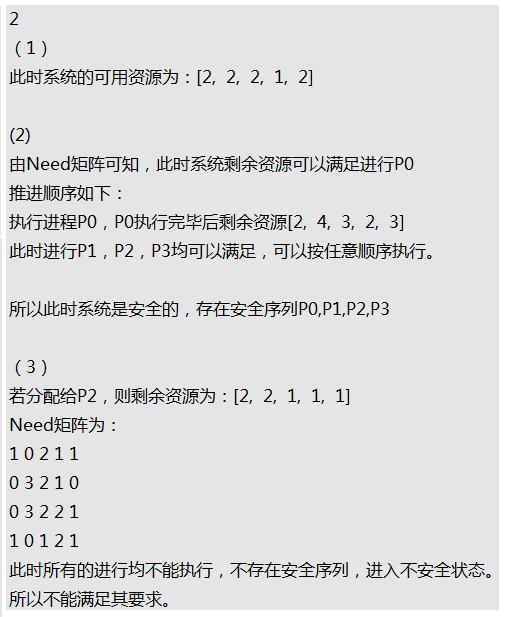 2
（1）
此时系统的可用资源为：[2, 2, 2, 1, 2]
(2)
由Need矩阵可知，此时系统剩余资源可以满足进行P0
推进顺序如下：
执行进程P0，P0执行完毕后剩余资源[2, 4, 3, 2, 3]
此时进行P1，P2，P3均可以满足，可以按任意顺序执行。
所以此时系统是安全的，存在安全序列P0,P1,P2,P3
（3）
若分配给P2，则剩余资源为：[2, 2, 1, 1, 1]
Need矩阵为：
1 0 2 1 1
0 3 2 1 0
0 3 2 2 1
1 0 1 2 1
此时所有的进行均不能执行，不存在安全序列，进入不安全状态。
所以不能满足其要求。